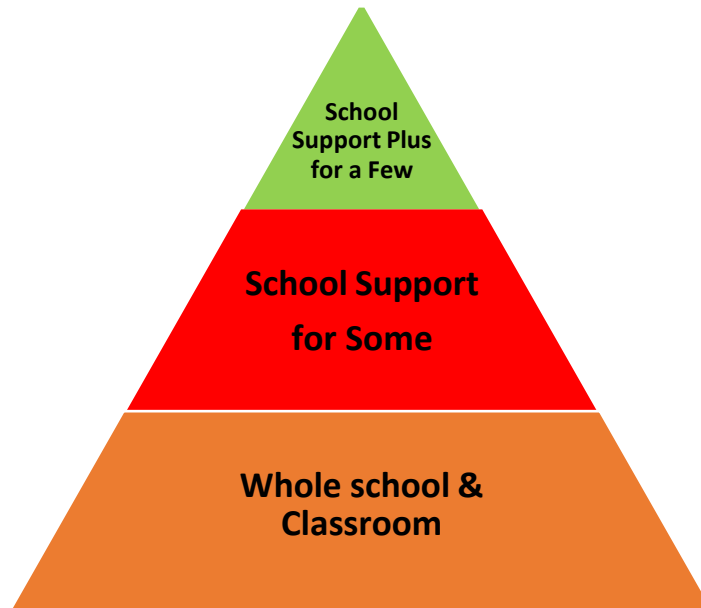 School
Support Plus
for a Few
School Support
for Some
Whole school &
Classroom